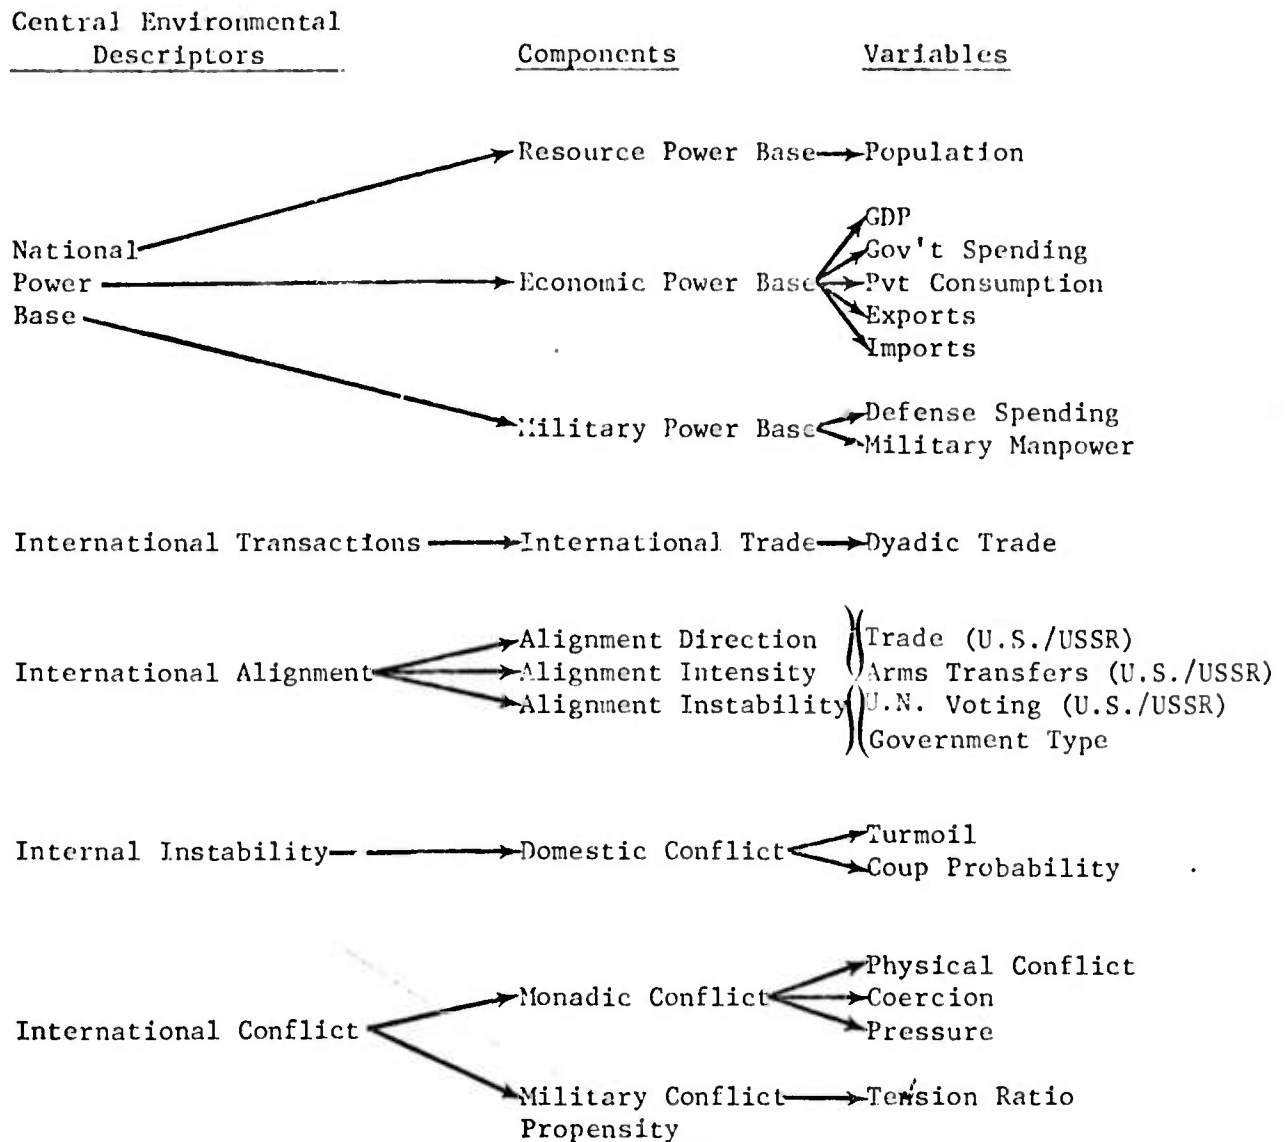 Central Environmental
Descriptors Components Variables
Resource Power Base Population
GDP
National Gov't Spending
Power Economic Power Base Pvt Consumption
Base Exports
Imports
Defense Spending
Military Power Base
Military Manpower
International Transactions International Trade Dyadic Trade
Alignment Direction Trade (U.S./USSR)
International Alignment Alignment Intensity Arms Transfers (U.S./USSR)
Alignment Instability U.N. Voting (U.S./USSR)
Government Type
Turmoil
Internal Instability Domestic Conflict
Coup Probability
Physical Conflict
Monadic Conflict Coercion
International Conflict Pressure
Military Conflict Tension Ratio
Propensity